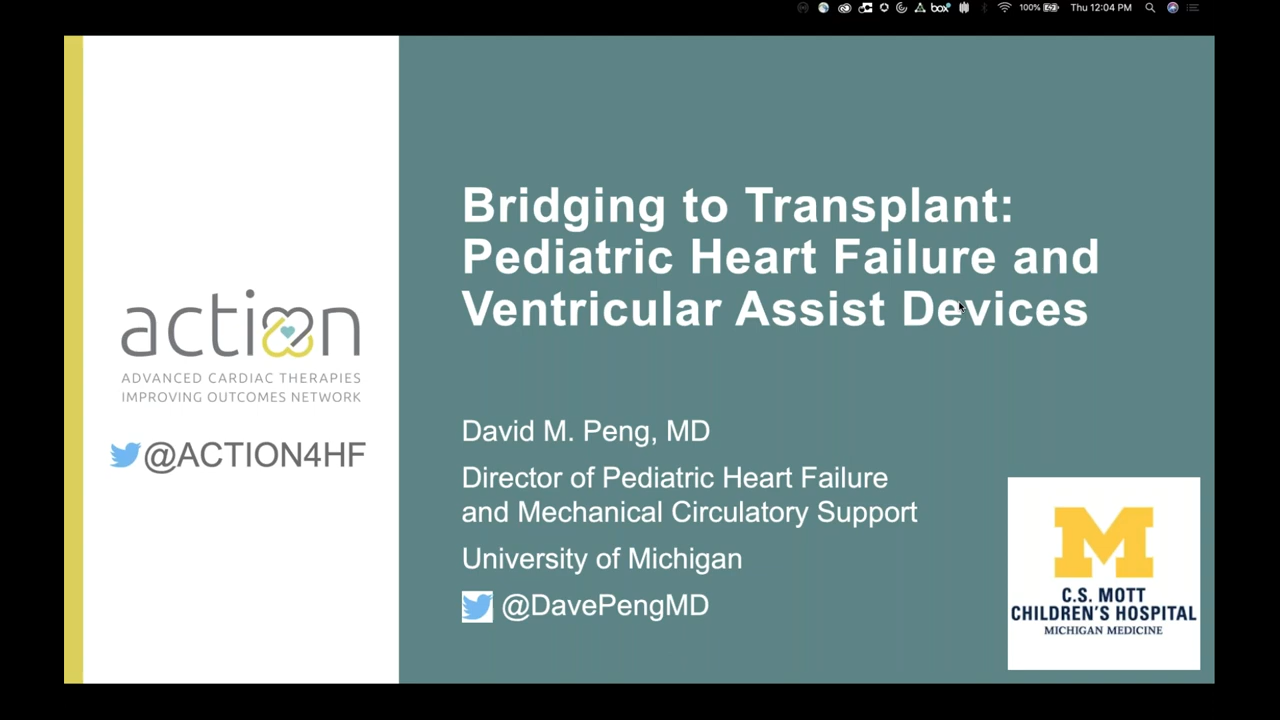 box
100%
Thu 12:04 PM
Bridging to Transplant:
Pediatric Heart Failure and
Ventricular Assist Devices
action
ADVANCED CARDIAC THERAPIES
IMPROVING OUTCOMES NETWORK
@ACTION4HF
David M. Peng, MD
Director of Pediatric Heart Failure
and Mechanical Circulatory Support
University of Michigan
@DavePengMD
M
C.S. MOTT
CHILDREN'S HOSPITAL
MICHIGAN MEDICINE